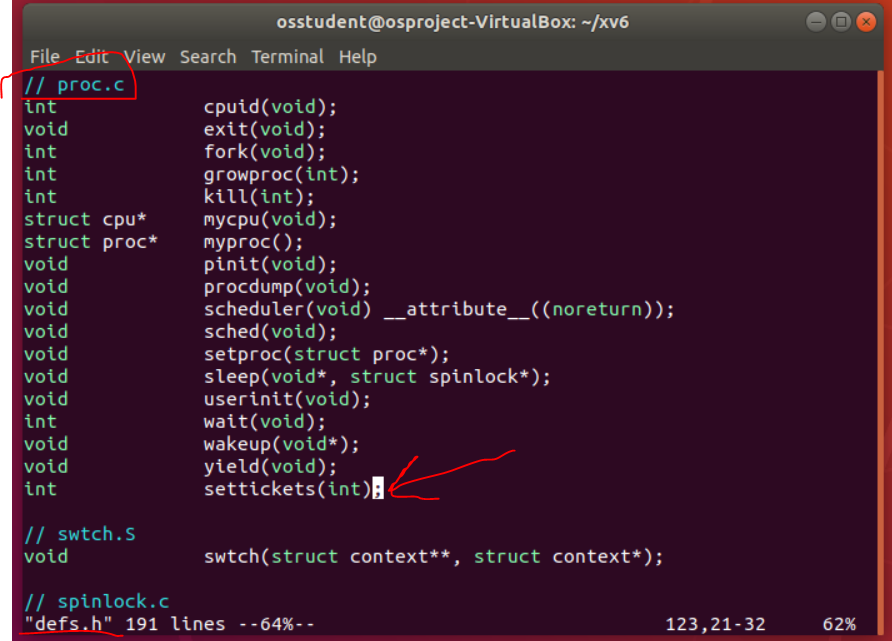 osstudent@osproject-VirtualBox: ~/xv6
File Edit View Search Terminal Help
// proc.c
int cpuid(void);
void exit(void);
int fork(void);
int growproc(int);
int kill(int);
struct cpu* mycpu(void);
struct proc* myproc();
void pinit(void);
void procdump(void);
void scheduler(void) __attribute__((noreturn));
void sched(void);
void setproc(struct proc*);
void sleep(void*, struct spinlock*);
void userinit(void);
int wait(void);
void wakeup(void*);
void yield(void);
int settickets(int);
// swtch.S
void swtch(struct context**, struct context*);
// spinlock.c
"defs.h" 191 lines --64%-- 123,21-32 62%